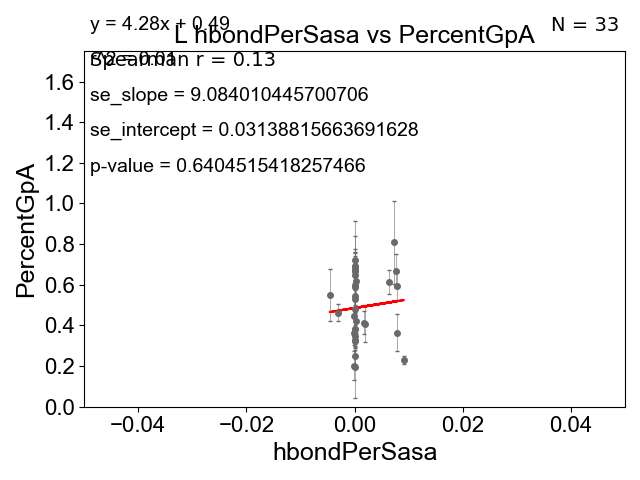 y = 4.28x + 0.49
N = 33
L hbondPerSasa vs PercentGpA
Spearman r = 0.13
se_slope = 9.084010445700706
se_intercept = 0.03138815663691628
p-value = 0.6404515418257466
PercentGpA
1.6
1.4
1.2
1.0
0.8
0.6
0.4
0.2
0.0
−0.04 −0.02 0.00 0.02 0.04
hbondPerSasa